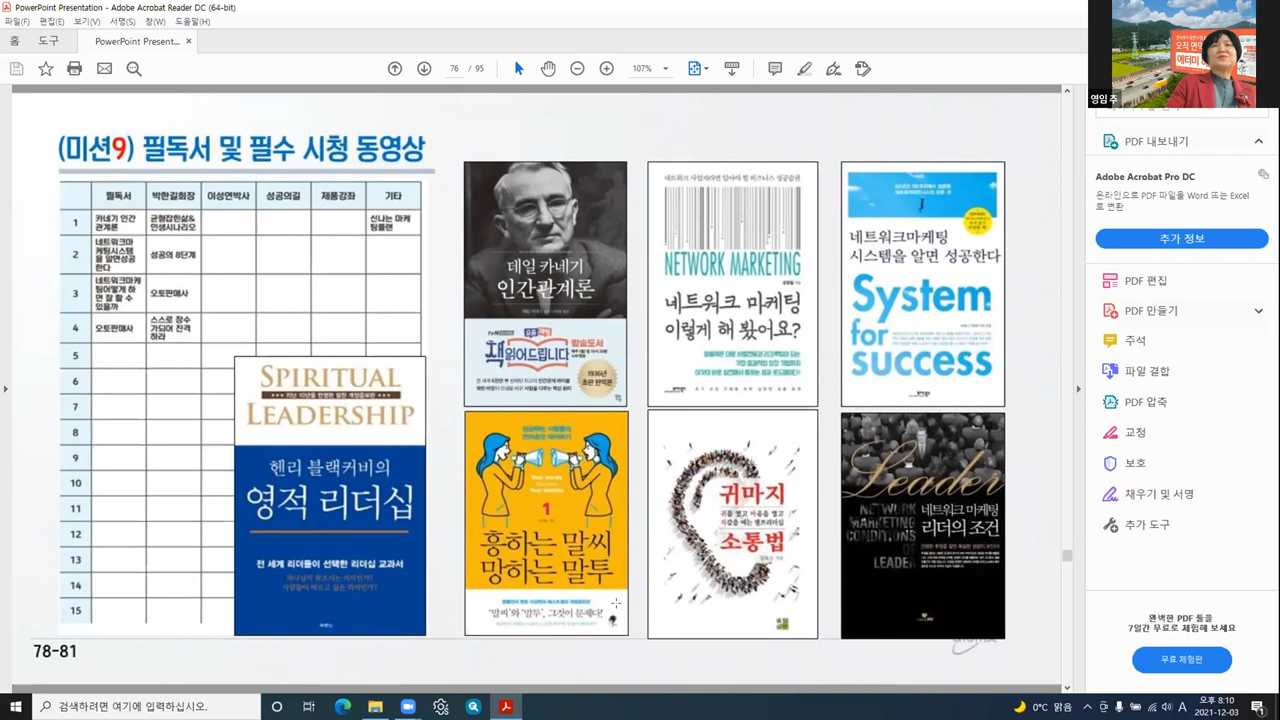 PowerPoint Presentation - Adobe Acrobat Reader DC (64-bit)
파일(F) 편집(E) 보기(V) 서명(S) 창(W) 도움말(H)
홈 도구 PowerPoint Present... ×
76 107%
영임 추
(미션9) 필독서 및 필수 시청 동영상
필독서 박한길회장 이성연박사 성공의길 제품강좌 기타
1 카네기 인간관계론 균형잡힌삶&인생시나리오 신나는 마케팅플랜
2 네트워크마케팅시스템을 알면성공한다 성공의 8단계
3 네트워크마케팅어떻게 하면 잘 할 수 있을까 오토판매사
4 오토판매사 스스로 장수가되어 진격하라
5
6
7
8
9
10
11
12
13
14
15
SPIRITUAL
LEADERSHIP
헨리 블랙커비의
영적 리더십
전 세계 리더들이 선택한 리더십 교과서
데일 카네기
인간관계론
책읽어드립니다
방송도서
1936년
초판 완역본
NETWORK MARKETING
네트워크 마케팅
이렇게 해 봤어요?
네트워크마케팅
시스템을 알면 성공한다
System
for
success
1
흥하는 말씨
망하는 말투
'말씨'와 '말투', 그것이 문제다!
귀마지
소통법
Leader
NETWORK
MARKETING
CONDITIONS
OF
LEADER
네트워크 마케팅
리더의 조건
78-81
PDF 내보내기
Adobe Acrobat Pro DC
온라인으로 PDF 파일을 Word 또는 Excel
로 변환
추가 정보
PDF 편집
PDF 만들기
주석
파일 결합
PDF 압축
교정
보호
채우기 및 서명
추가 도구
완벽한 PDF 툴을
7일간 무료로 체험해 보세요
무료 체험판
검색하려면 여기에 입력하십시오.
0°C 맑음
A
오후 8:10
2021-12-03